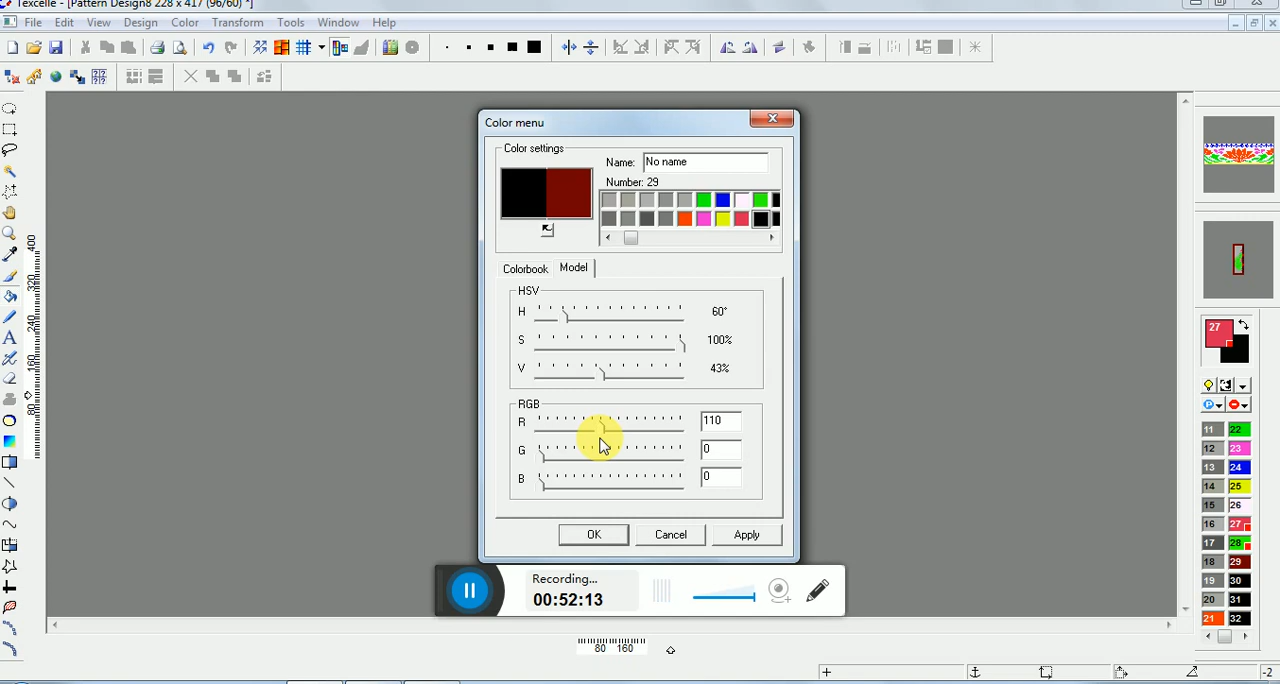 Texcelle - [Pattern Design8 228 x 417 (96/60) *]
File Edit View Design Color Transform Tools Window Help
Color menu
Color settings
Name: No name
Number: 29
Colorbook Model
HSV
H 60°
S 100%
V 43%
RGB
R 110
G 0
B 0
OK Cancel Apply
Recording...
00:52:13
400
320
240
160
80
80 160
27
11 22
12 23
13 24
14 25
15 26
16 27
17 28
18 29
19 30
20 31
21 32
-2